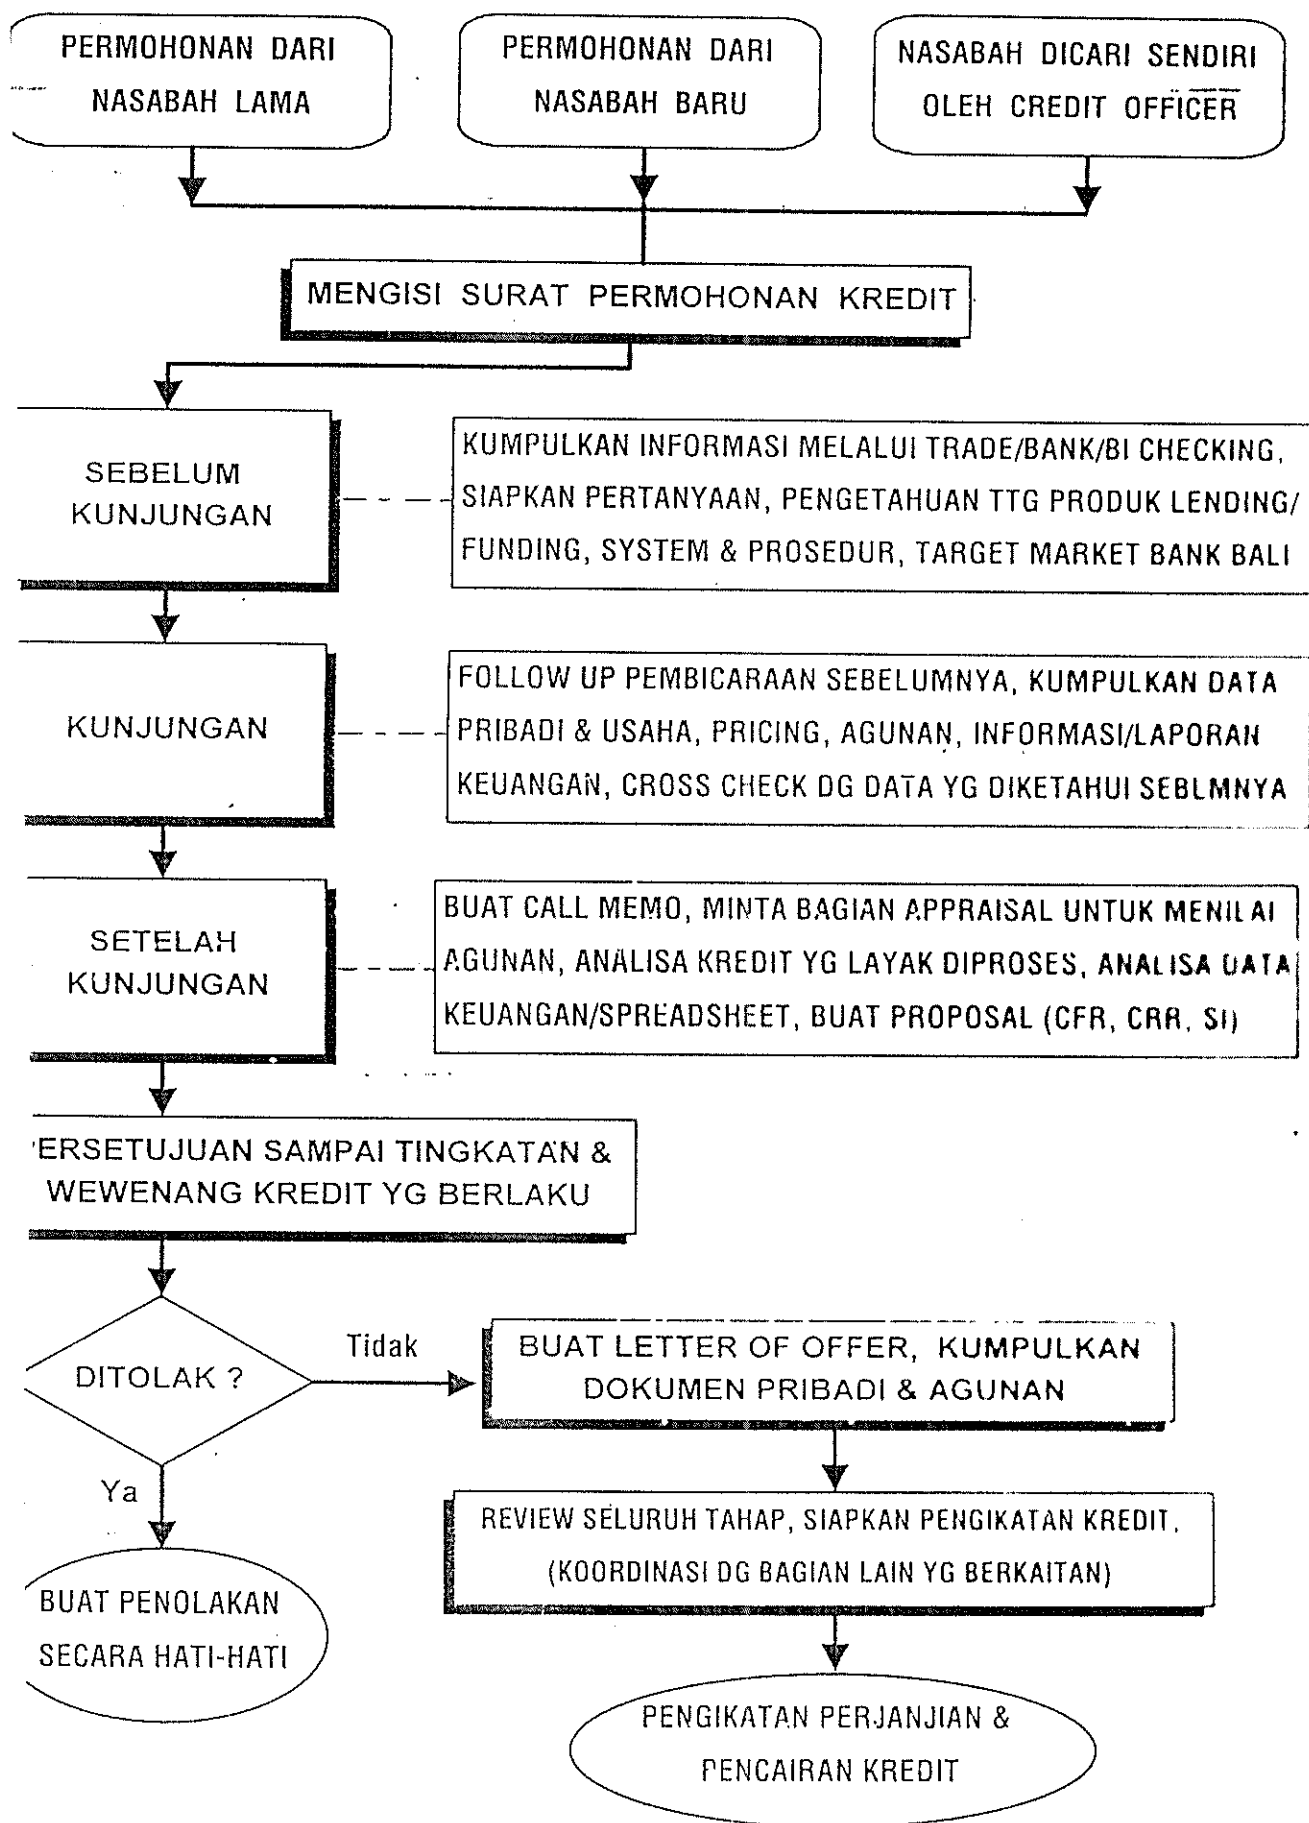 PERMOHONAN DARI
NASABAH LAMA
PERMOHONAN DARI
NASABAH BARU
NASABAH DICARI SENDIRI
OLEH CREDIT OFFICER
MENGISI SURAT PERMOHONAN KREDIT
SEBELUM
KUNJUNGAN
KUMPULKAN INFORMASI MELALUI TRADE/BANK/BI CHECKING,
SIAPKAN PERTANYAAN, PENGETAHUAN TTG PRODUK LENDING/
FUNDING, SYSTEM & PROSEDUR, TARGET MARKET BANK BALI
KUNJUNGAN
FOLLOW UP PEMBICARAAN SEBELUMNYA, KUMPULKAN DATA
PRIBADI & USAHA, PRICING, AGUNAN, INFORMASI/LAPORAN
KEUANGAN, CROSS CHECK DG DATA YG DIKETAHUI SEBLMNYA
SETELAH
KUNJUNGAN
BUAT CALL MEMO, MINTA BAGIAN APPRAISAL UNTUK MENILAI
AGUNAN, ANALISA KREDIT YG LAYAK DIPROSES, ANALISA DATA
KEUANGAN/SPREADSHEET, BUAT PROPOSAL (CFR, CRR, SI)
ERSETUJUAN SAMPAI TINGKATAN &
WEWENANG KREDIT YG BERLAKU
DITOLAK ?
Tidak
BUAT LETTER OF OFFER, KUMPULKAN
DOKUMEN PRIBADI & AGUNAN
Ya
REVIEW SELURUH TAHAP, SIAPKAN PENGIKATAN KREDIT,
(KOORDINASI DG BAGIAN LAIN YG BERKAITAN)
BUAT PENOLAKAN
SECARA HATI-HATI
PENGIKATAN PERJANJIAN &
PENCAIRAN KREDIT